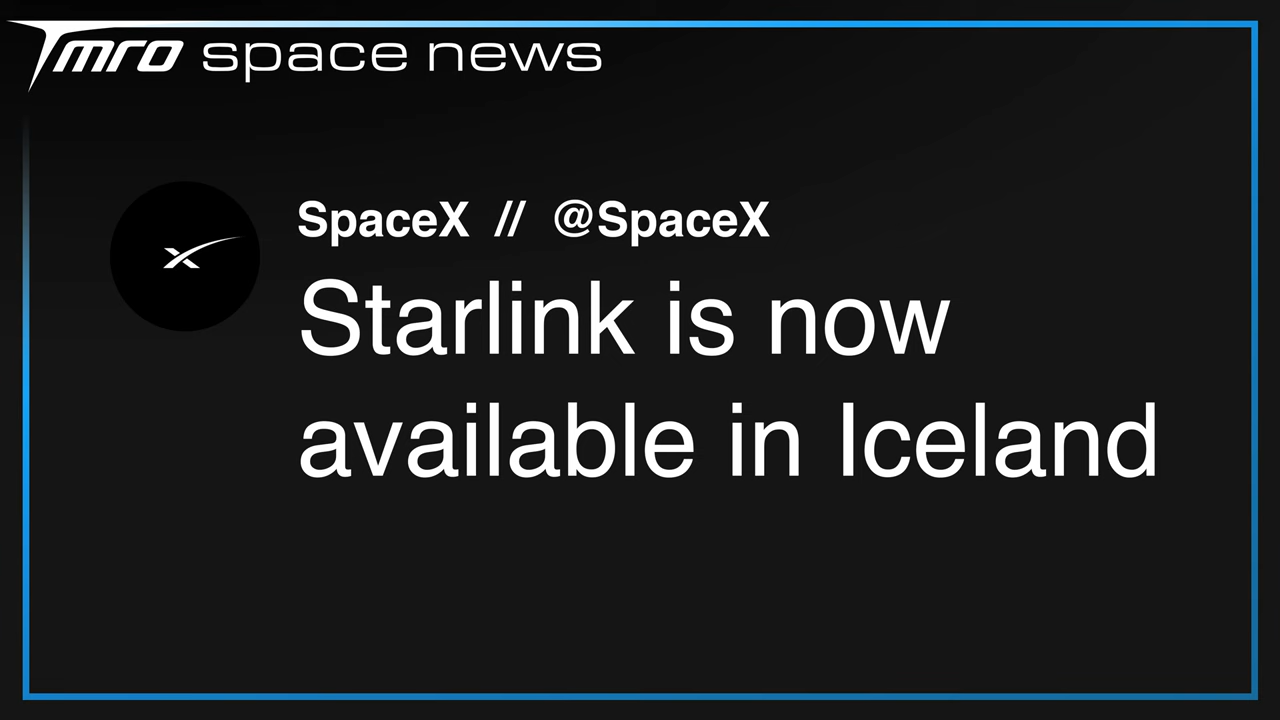 Tmro space news
SpaceX // @SpaceX
Starlink is now
available in Iceland